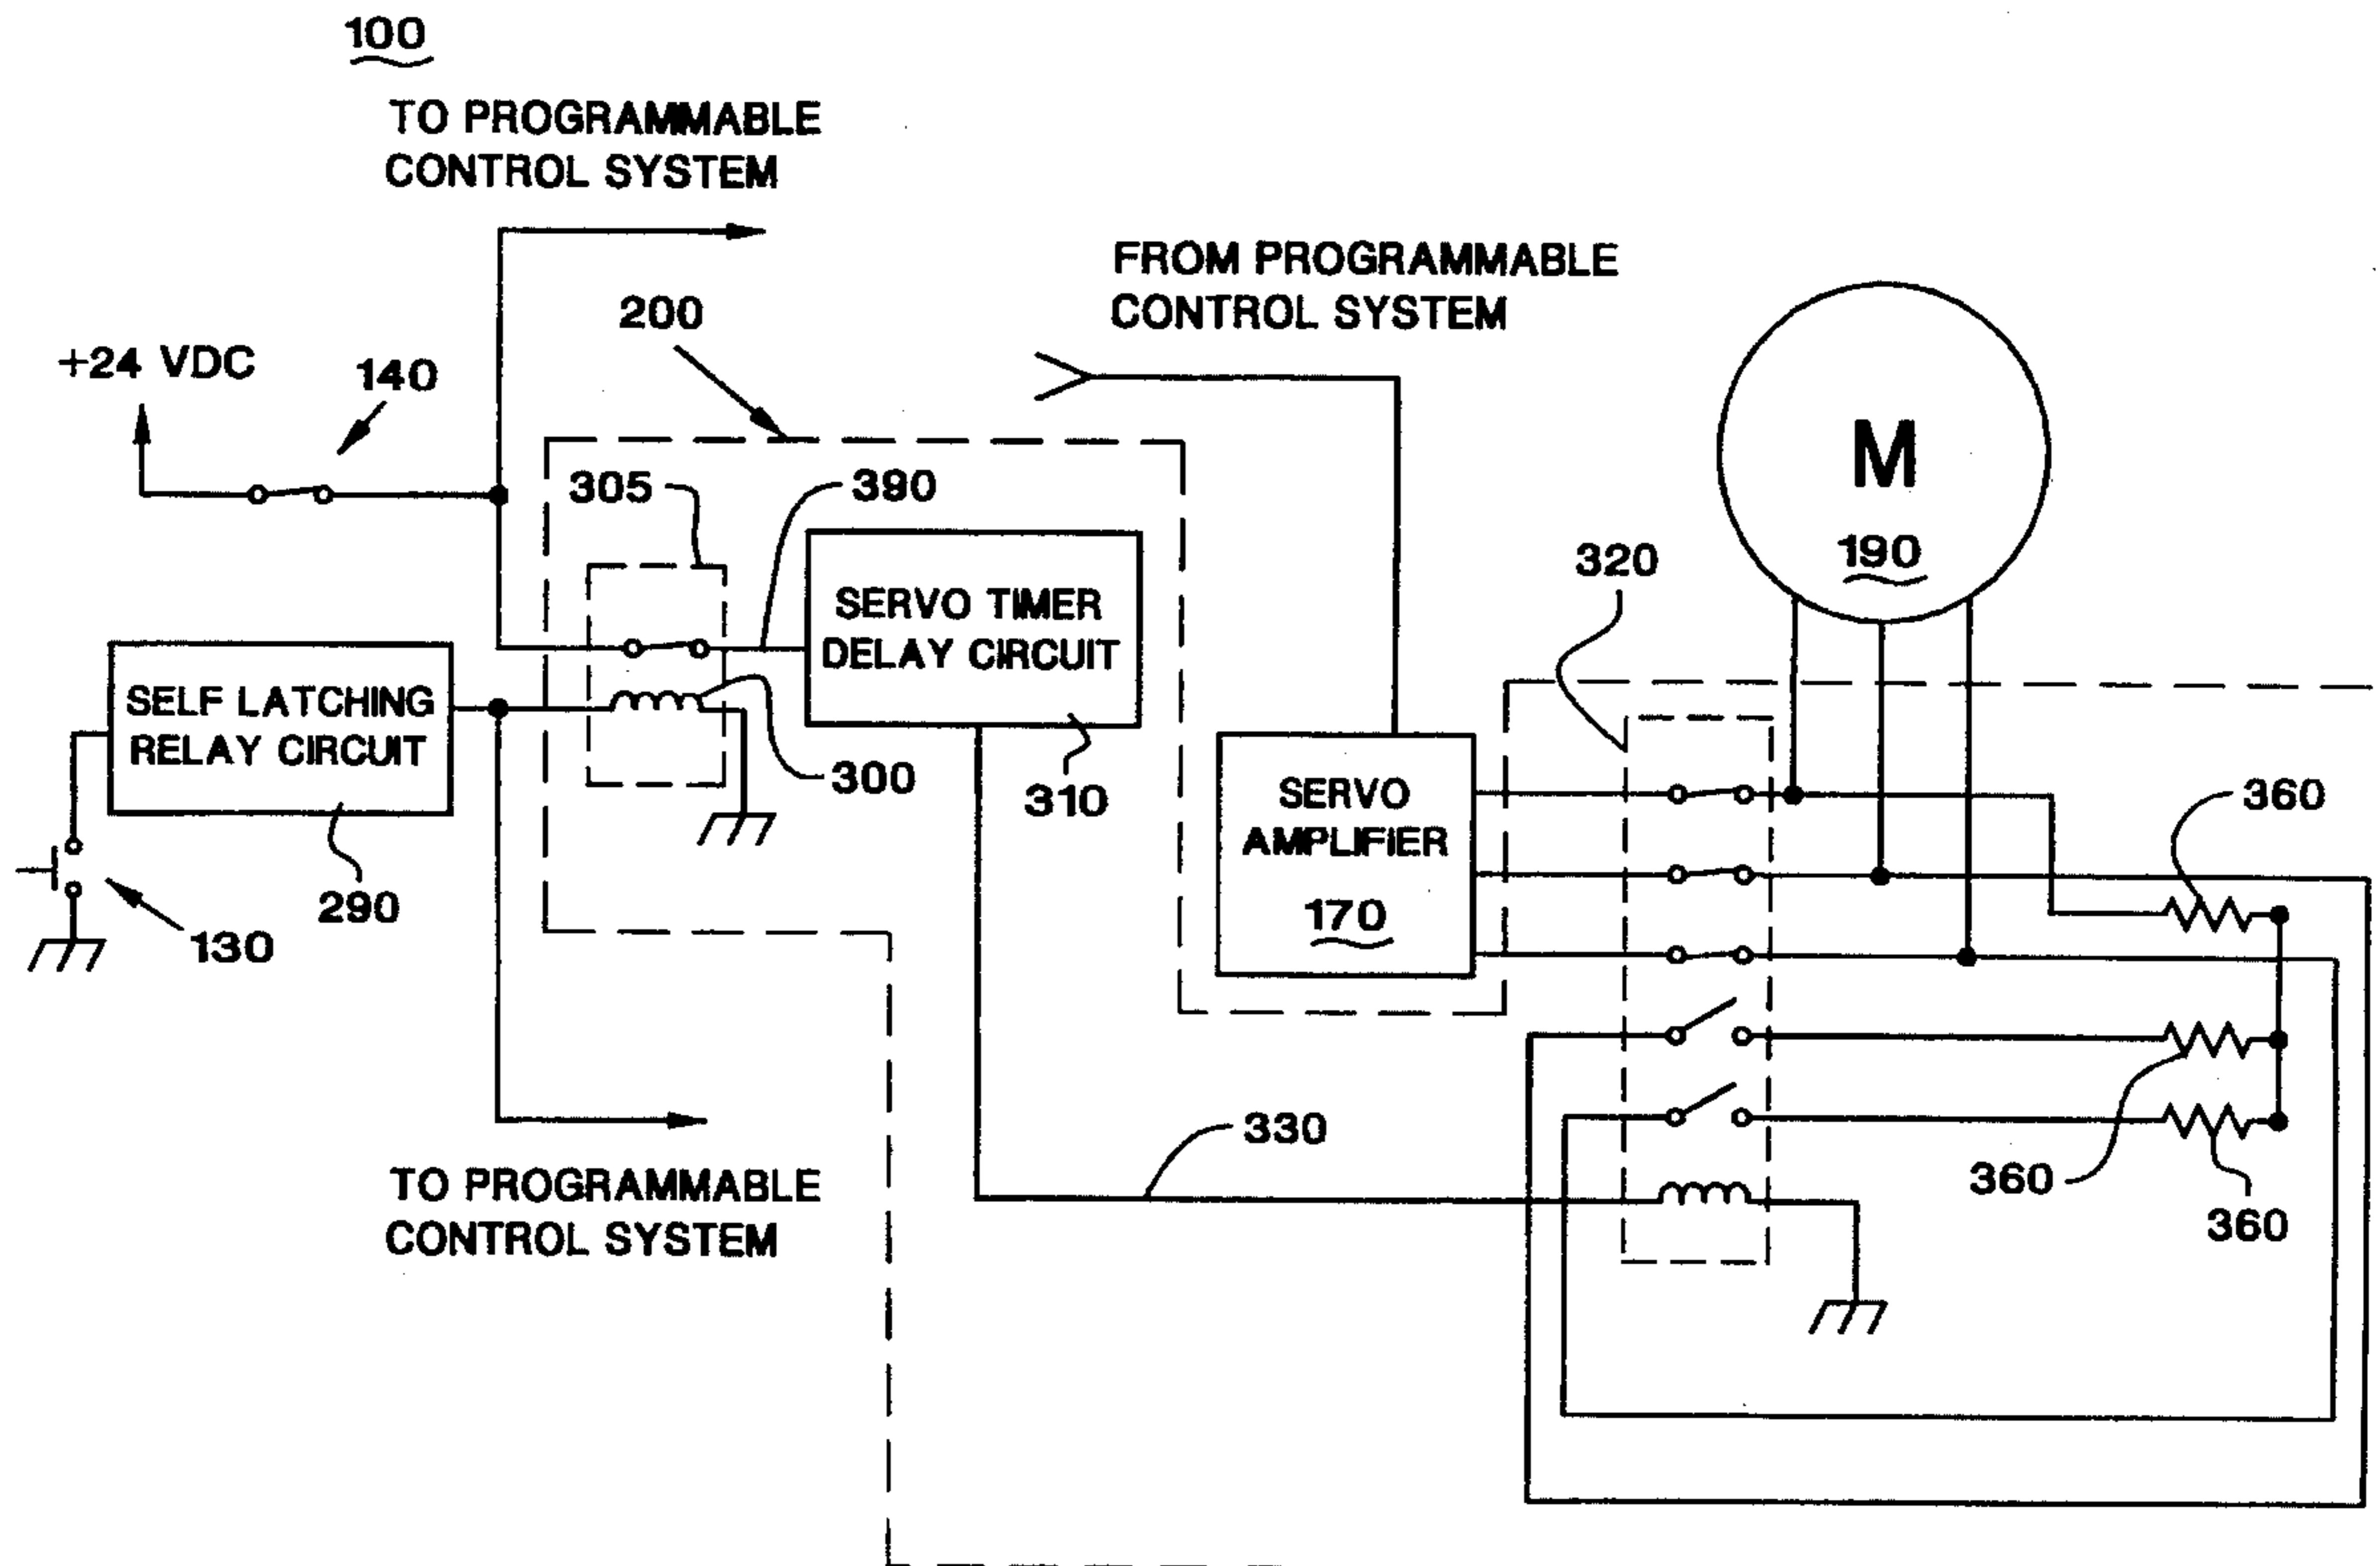 100
TO PROGRAMMABLE
CONTROL SYSTEM
FROM PROGRAMMABLE
CONTROL SYSTEM
200
+24 VDC
140
M
190
305
390
320
SERVO TIMER
DELAY CIRCUIT
SELF LATCHING
RELAY CIRCUIT
300
310
SERVO
AMPLIFIER
170
360
290
130
330
360
360
TO PROGRAMMABLE
CONTROL SYSTEM